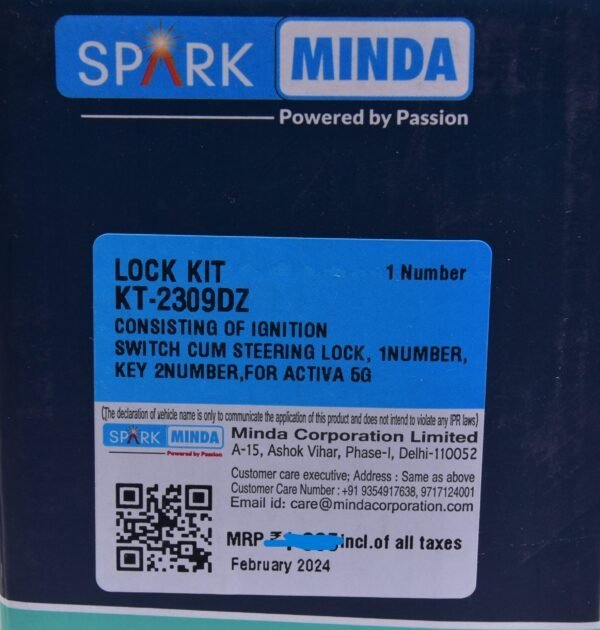 SPARK MINDA
Powered by Passion
LOCK KIT 1 Number
KT-2309DZ
CONSISTING OF IGNITION
SWITCH CUM STEERING LOCK, 1NUMBER,
KEY 2NUMBER,FOR ACTIVA 5G
(The declaration of vehicle name is only to communicate the application of this product and does not intend to violate any IPR laws)
SPARK MINDA
Powered by Passion
Minda Corporation Limited
A-15, Ashok Vihar, Phase-I, Delhi-110052
Customer care executive; Address : Same as above
Customer Care Number : +91 9354917638, 9717124001
Email id: care@mindacorporation.com
MRP ₹ incl.of all taxes
February 2024